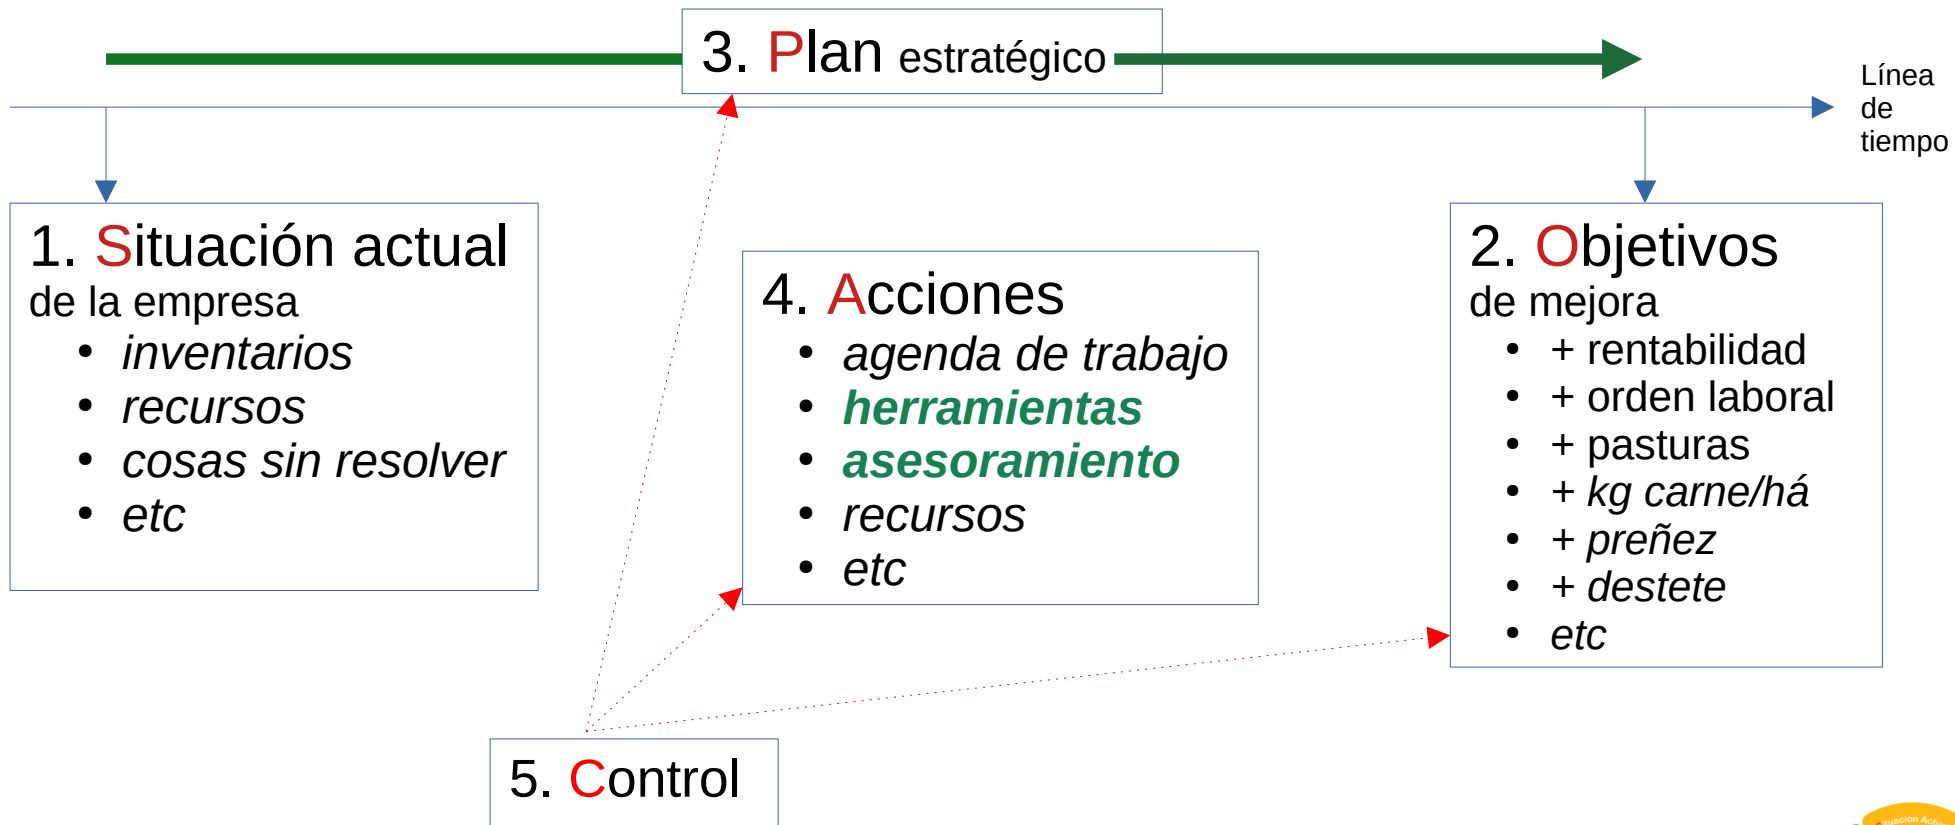 3. Plan estratégico
Línea
de
tiempo
1. Situación actual
de la empresa
• inventarios
• recursos
• cosas sin resolver
• etc
4. Acciones
• agenda de trabajo
• herramientas
• asesoramiento
• recursos
• etc
2. Objetivos
de mejora
• + rentabilidad
• + orden laboral
• + pasturas
• + kg carne/há
• + preñez
• + destete
• etc
5. Control